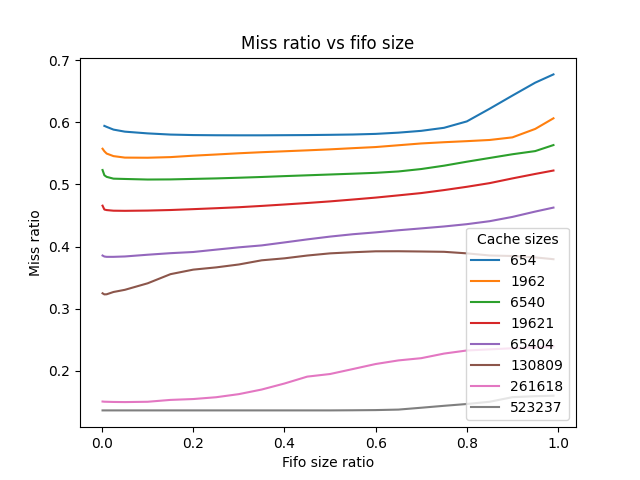 Miss ratio vs fifo size
0.7
0.6
0.5
0.4
0.3
0.2
Miss ratio
Cache sizes
654
1962
6540
19621
65404
130809
261618
523237
0.0 0.2 0.4 0.6 0.8 1.0
Fifo size ratio